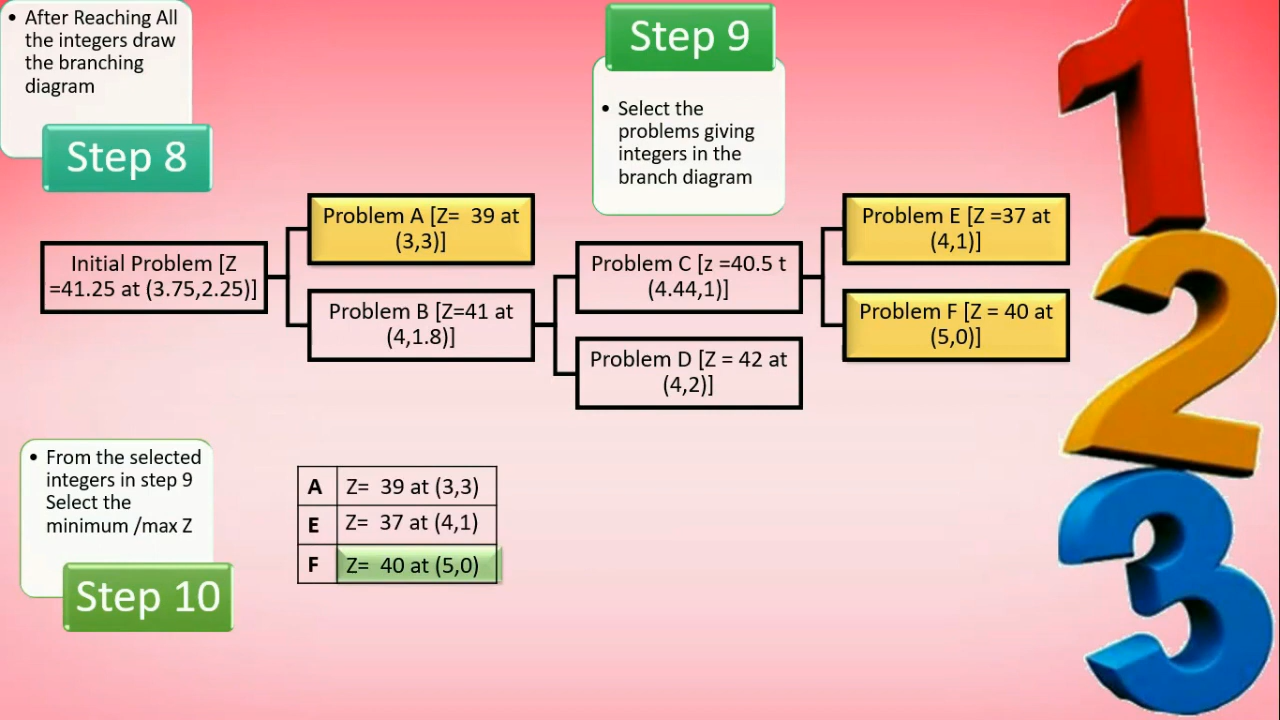 • After Reaching All
the integers draw
the branching
diagram
Step 8
Step 9
• Select the
problems giving
integers in the
branch diagram
Initial Problem [Z
=41.25 at (3.75,2.25)]
Problem A [Z= 39 at
(3,3)]
Problem B [Z=41 at
(4,1.8)]
Problem C [z =40.5 t
(4.44,1)]
Problem D [Z = 42 at
(4,2)]
Problem E [Z =37 at
(4,1)]
Problem F [Z = 40 at
(5,0)]
• From the selected
integers in step 9
Select the
minimum /max Z
Step 10
A Z= 39 at (3,3)
E Z= 37 at (4,1)
F Z= 40 at (5,0)
1
2
3